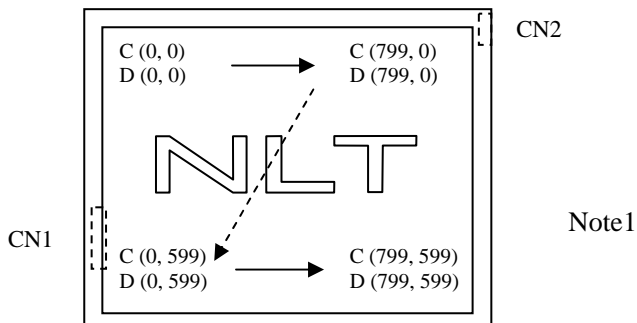 CN2
C (0, 0) C (799, 0)
D (0, 0) D (799, 0)
NLT
Note1
CN1
C (0, 599) C (799, 599)
D (0, 599) D (799, 599)